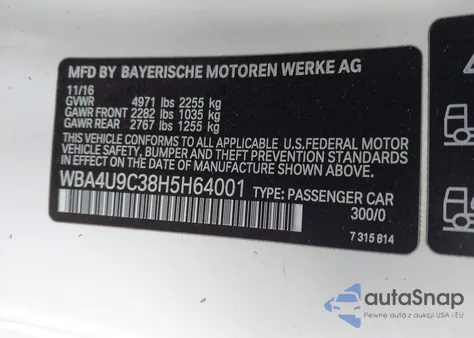 MFD BY BAYERISCHE MOTOREN WERKE AG
11/16
GVWR 4971 lbs 2255 kg
GAWR FRONT 2282 lbs 1035 kg
GAWR REAR 2767 lbs 1255 kg
THIS VEHICLE CONFORMS TO ALL APPLICABLE U.S.FEDERAL MOTOR
VEHICLE SAFETY, BUMPER AND THEFT PREVENTION STANDARDS
IN EFFECT ON THE DATE OF MANUFACTURE SHOWN ABOVE.
WBA4U9C38H5H64001 TYPE: PASSENGER CAR
300/0
7 315 814
autoSnap
Pewne auta z aukcji USA i EU